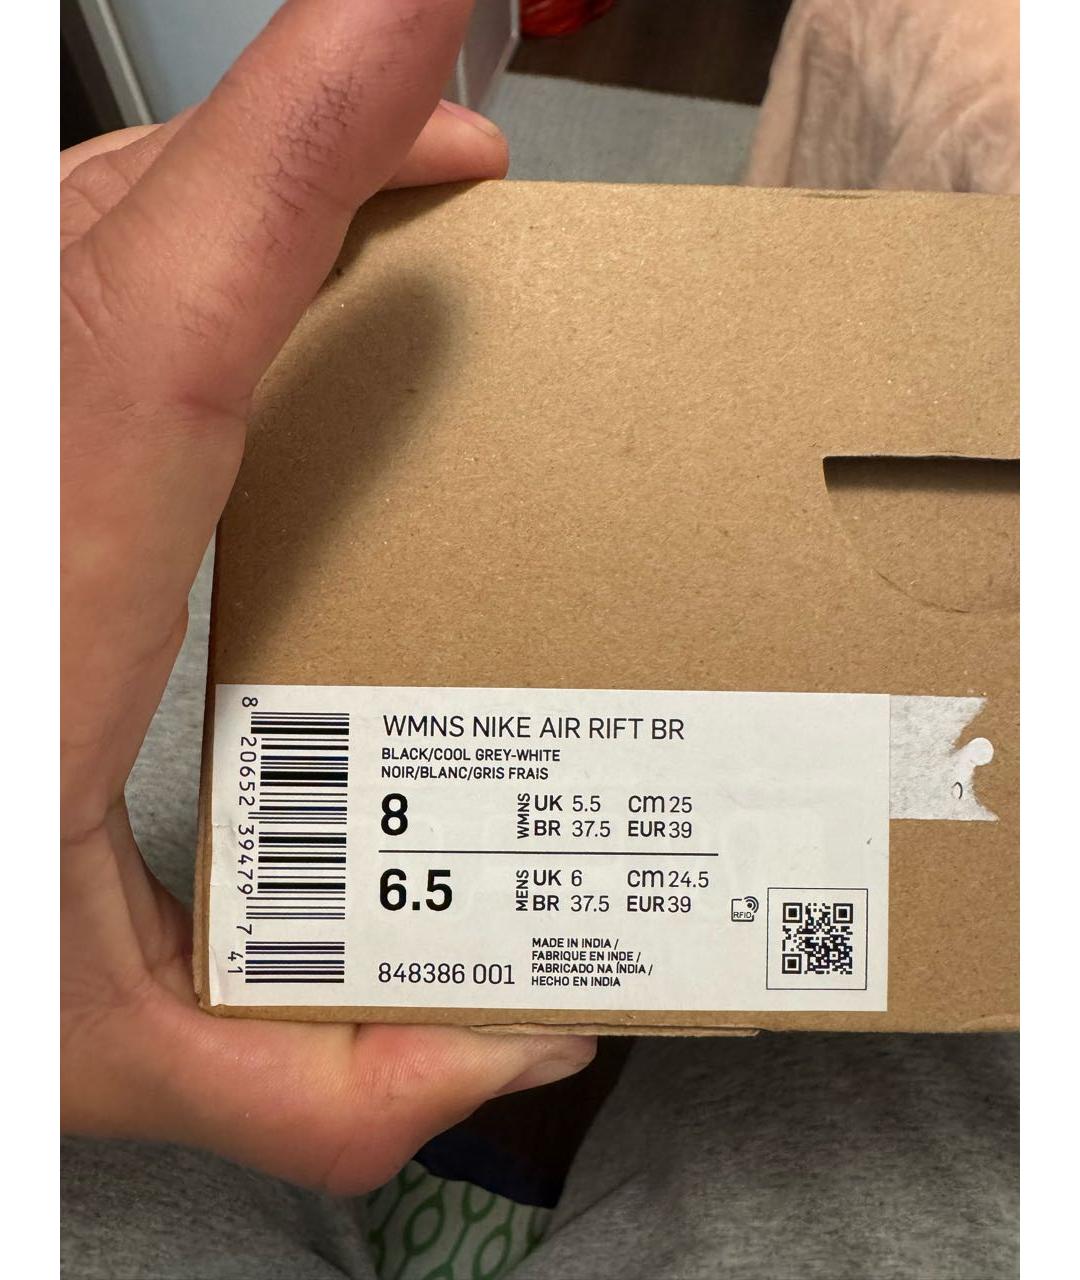 WMNS NIKE AIR RIFT BR
BLACK/COOL GREY-WHITE
NOIR/BLANC/GRIS FRAIS
8 WMNS UK 5.5 cm 25
BR 37.5 EUR 39
6.5 MENS UK 6 cm 24.5
BR 37.5 EUR 39
RFID
MADE IN INDIA /
FABRIQUE EN INDE /
FABRICADO NA ÍNDIA /
HECHO EN INDIA
848386 001
8 20652 39479 7 41